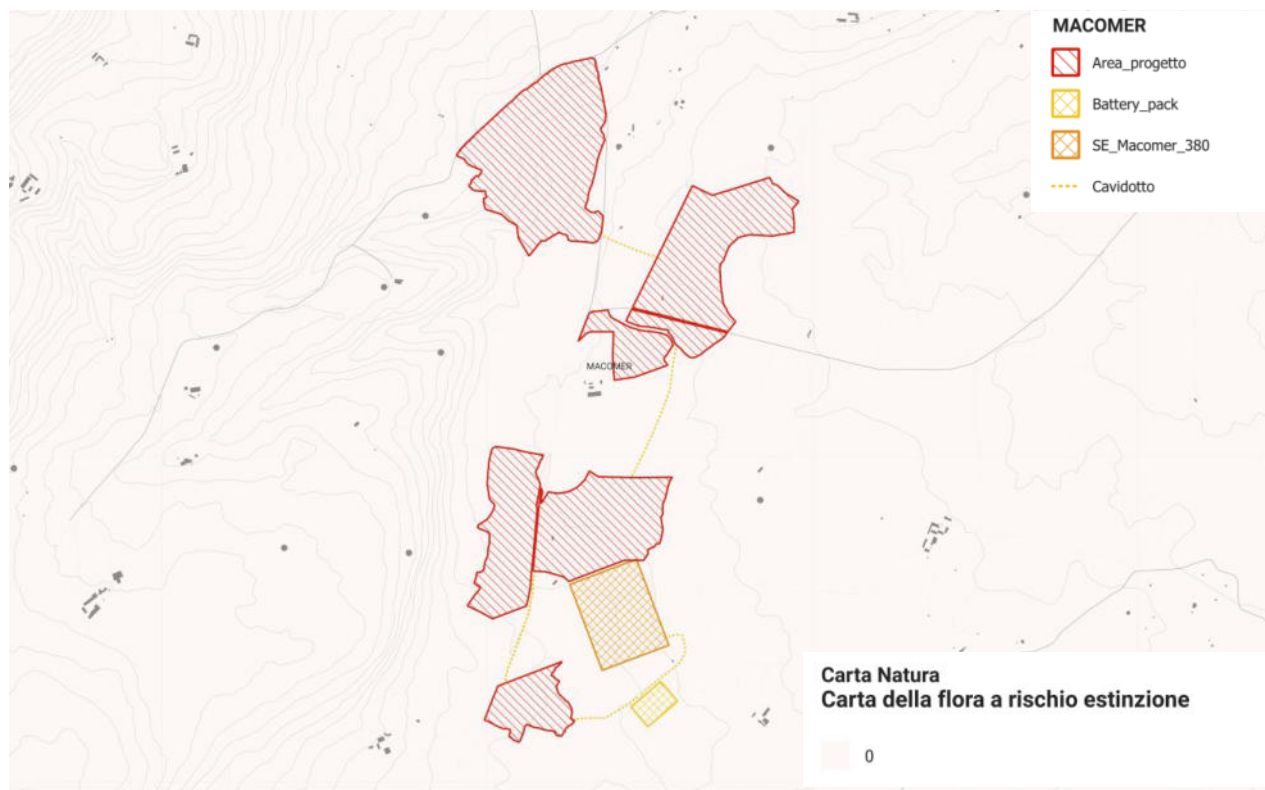 MACOMER
Area_progetto
Battery_pack
SE_Macomer_380
Cavidotto
MACOMER
Carta Natura
Carta della flora a rischio estinzione
0